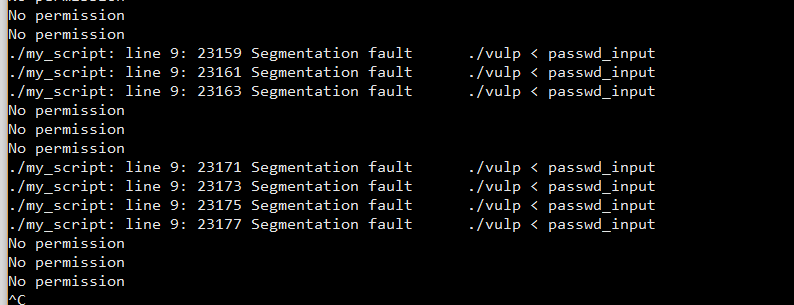 No permission
No permission
./my_script: line 9: 23159 Segmentation fault      ./vulp < passwd_input
./my_script: line 9: 23161 Segmentation fault      ./vulp < passwd_input
./my_script: line 9: 23163 Segmentation fault      ./vulp < passwd_input
No permission
No permission
No permission
./my_script: line 9: 23171 Segmentation fault      ./vulp < passwd_input
./my_script: line 9: 23173 Segmentation fault      ./vulp < passwd_input
./my_script: line 9: 23175 Segmentation fault      ./vulp < passwd_input
./my_script: line 9: 23177 Segmentation fault      ./vulp < passwd_input
No permission
No permission
No permission
^C